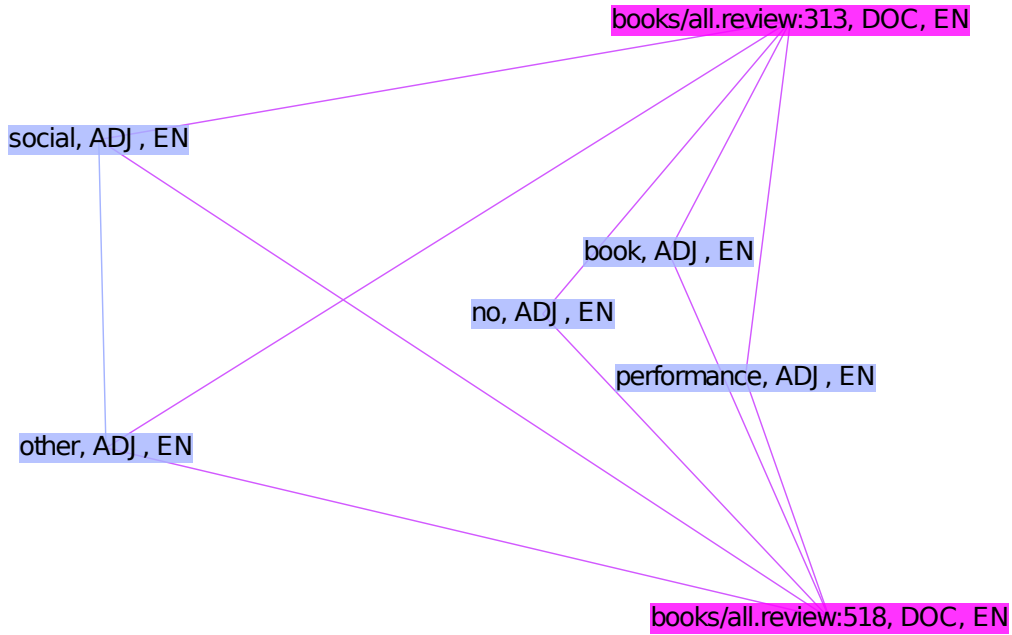 books/all.review:313, DOC, EN
social, ADJ, EN
book, ADJ, EN
no, ADJ, EN
performance, ADJ, EN
other, ADJ, EN
books/all.review:518, DOC, EN